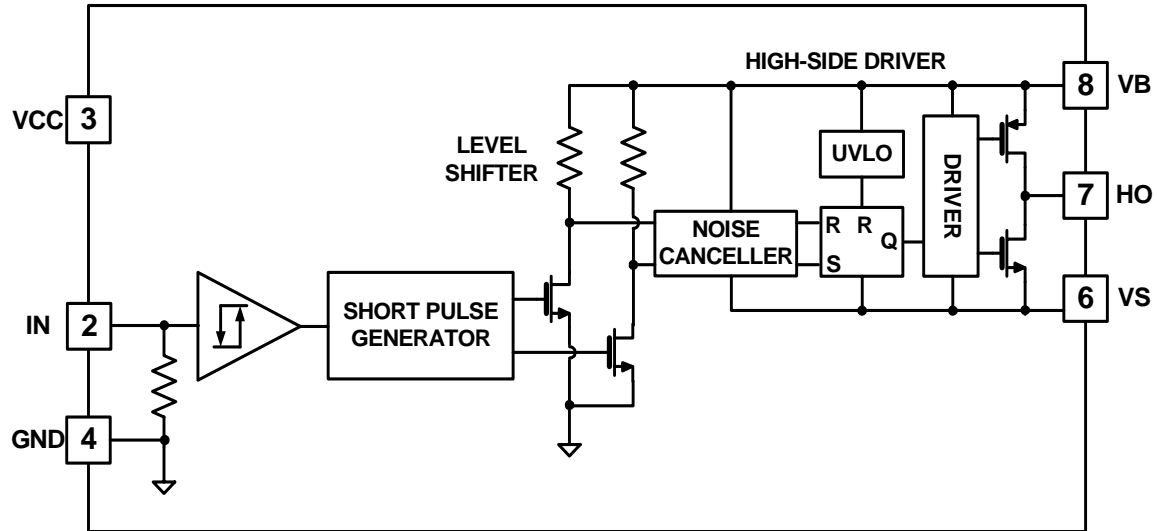 HIGH-SIDE DRIVER
8 VB
VCC 3
LEVEL
SHIFTER
UVLO
DRIVER
7 HO
NOISE
CANCELLER
R R
Q
S
6 VS
IN 2
SHORT PULSE
GENERATOR
GND 4